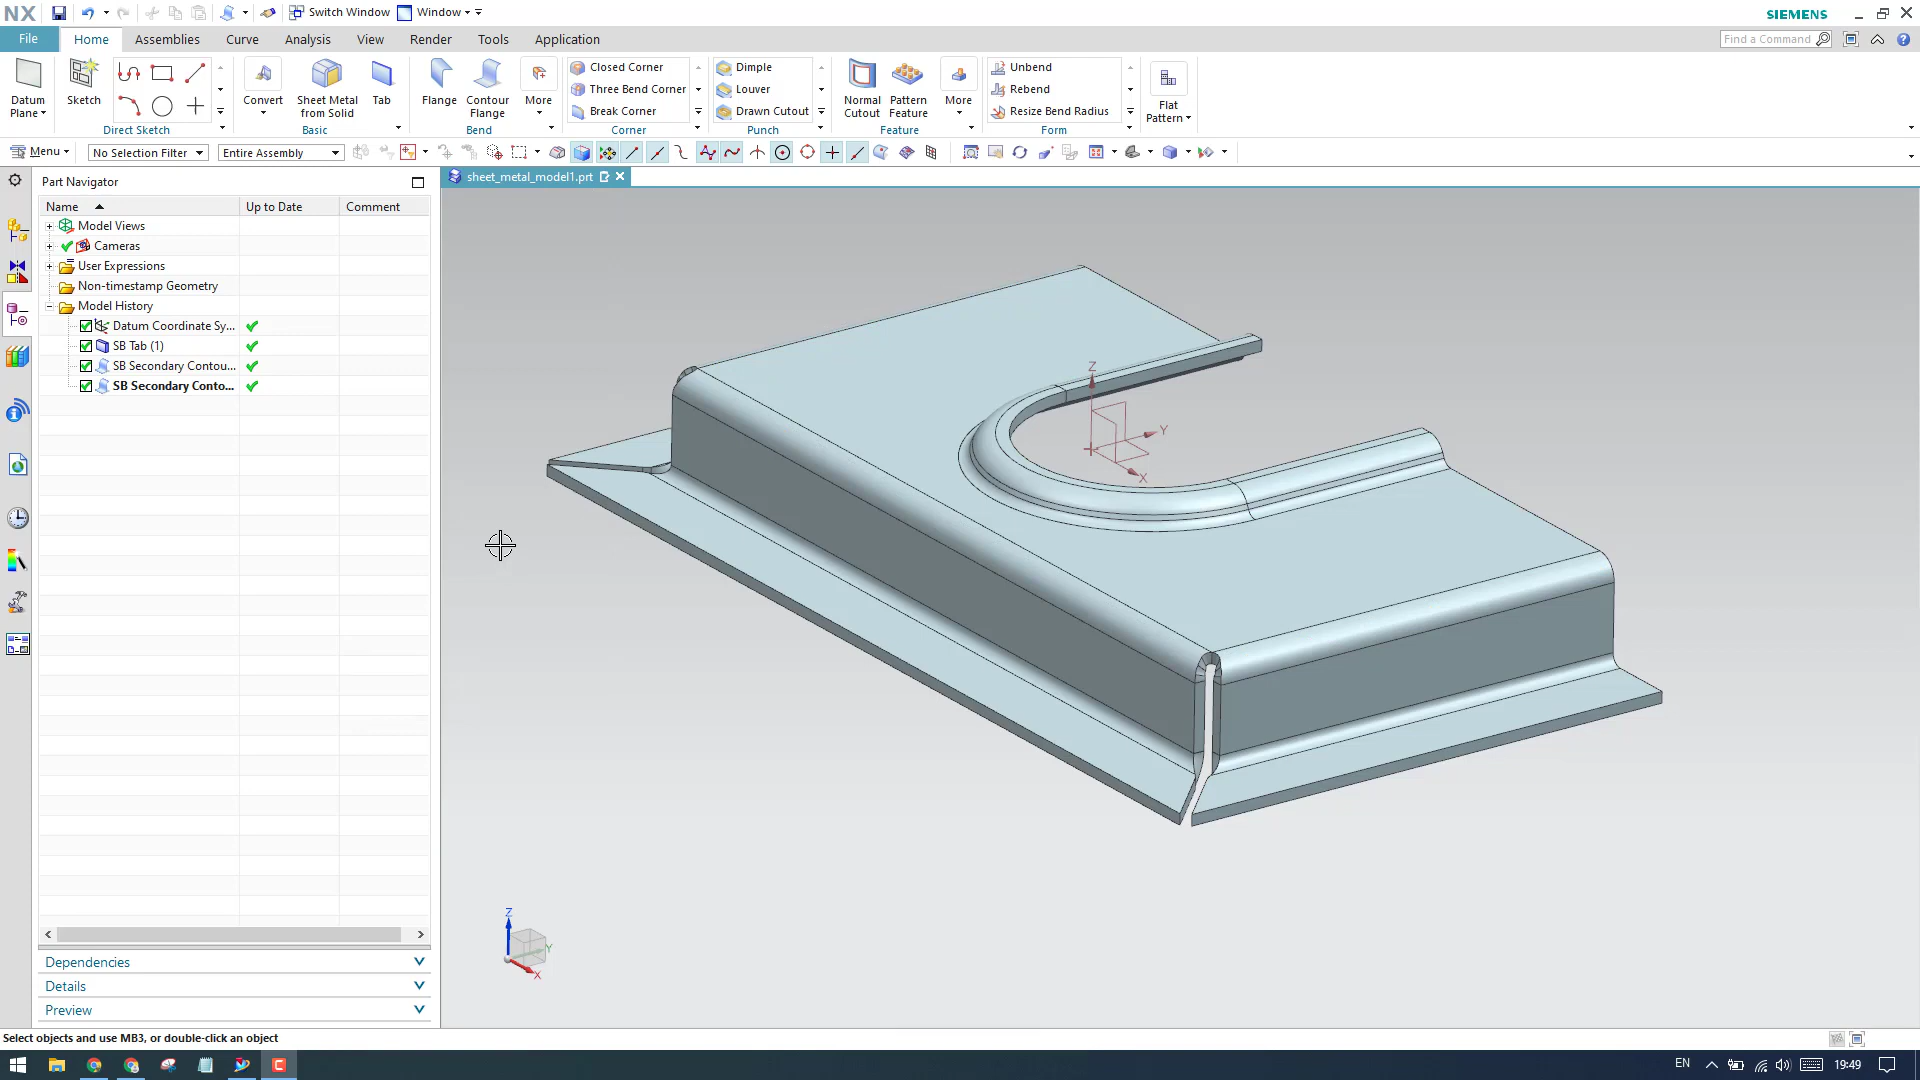 NX
Switch Window
Window
SIEMENS
File
Home
Assemblies
Curve
Analysis
View
Render
Tools
Application
Find a Command
Datum
Plane
Sketch
Direct Sketch
Convert
Sheet Metal
from Solid
Tab
Basic
Flange
Contour
Flange
More
Bend
Closed Corner
Three Bend Corner
Break Corner
Corner
Dimple
Louver
Drawn Cutout
Punch
Normal
Cutout
Pattern
Feature
More
Feature
Unbend
Rebend
Resize Bend Radius
Form
Flat
Pattern
Menu
No Selection Filter
Entire Assembly
Part Navigator
sheet_metal_model1.prt
Name
Up to Date
Comment
Model Views
Cameras
User Expressions
Non-timestamp Geometry
Model History
Datum Coordinate Sy...
SB Tab (1)
SB Secondary Contou...
SB Secondary Conto...
Z
Y
X
Z
Y
X
Dependencies
Details
Preview
Select objects and use MB3, or double-click an object
EN
19:49